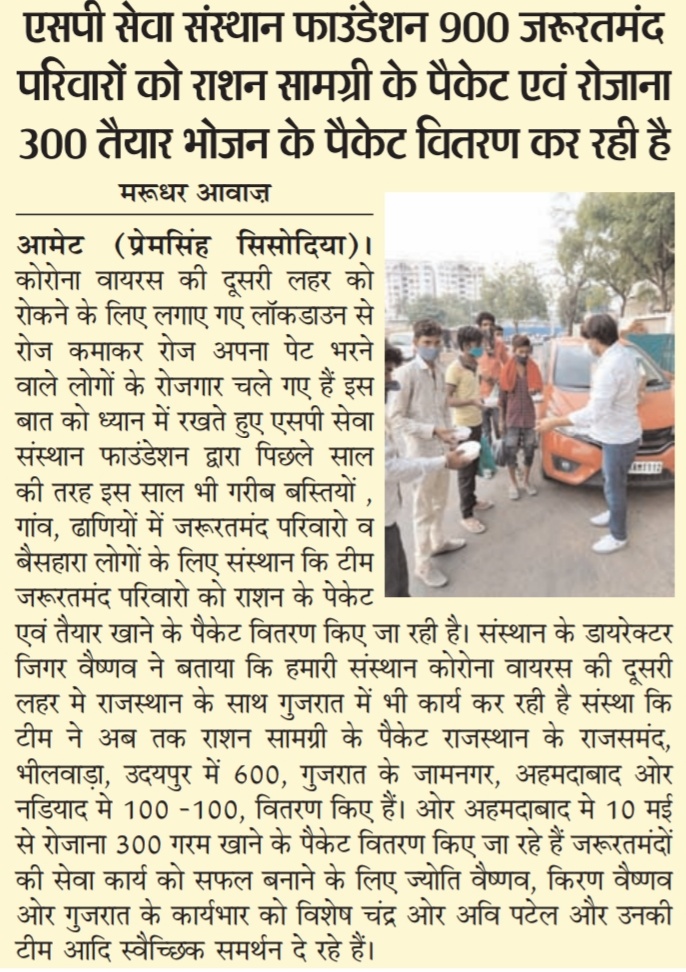 एसपी सेवा संस्थान फाउंडेशन 900 जरूरतमंद
परिवारों को राशन सामग्री के पैकेट एवं रोजाना
300 तैयार भोजन के पैकेट वितरण कर रही है
मरूधर आवाज़
आमेट (प्रेमसिंह सिसोदिया)।
कोरोना वायरस की दूसरी लहर को
रोकने के लिए लगाए गए लॉकडाउन से
रोज कमाकर रोज अपना पेट भरने
वाले लोगों के रोजगार चले गए हैं इस
बात को ध्यान में रखते हुए एसपी सेवा
संस्थान फाउंडेशन द्वारा पिछले साल
की तरह इस साल भी गरीब बस्तियों ,
गांव, ढाणियों में जरूरतमंद परिवारो व
बैसहारा लोगों के लिए संस्थान कि टीम
जरूरतमंद परिवारो को राशन के पेकेट
एवं तैयार खाने के पैकेट वितरण किए जा रही है। संस्थान के डायरेक्टर
जिगर वैष्णव ने बताया कि हमारी संस्थान कोरोना वायरस की दूसरी
लहर मे राजस्थान के साथ गुजरात में भी कार्य कर रही है संस्था कि
टीम ने अब तक राशन सामग्री के पैकेट राजस्थान के राजसमंद,
भीलवाड़ा, उदयपुर में 600, गुजरात के जामनगर, अहमदाबाद ओर
नडियाद मे 100 -100, वितरण किए हैं। ओर अहमदाबाद मे 10 मई
से रोजाना 300 गरम खाने के पैकेट वितरण किए जा रहे हैं जरूरतमंदों
की सेवा कार्य को सफल बनाने के लिए ज्योति वैष्णव, किरण वैष्णव
ओर गुजरात के कार्यभार को विशेष चंद्र ओर अवि पटेल और उनकी
टीम आदि स्वैच्छिक समर्थन दे रहे हैं।